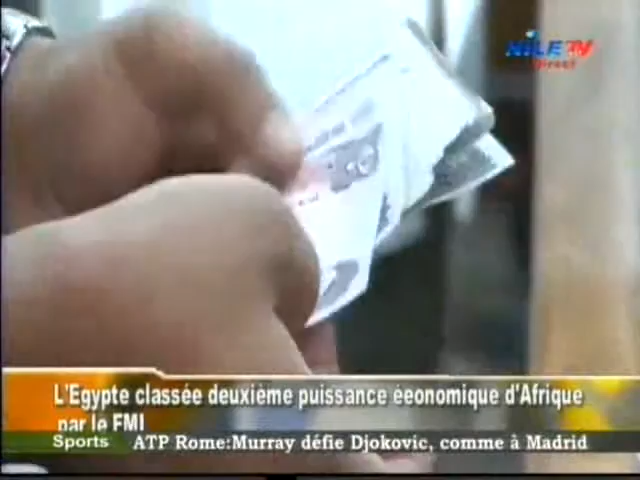 NILE TV
Direct
L'Egypte classée deuxième puissance éeonomique d'Afrique
par le FMI
Sports ATP Rome:Murray défie Djokovic, comme à Madrid